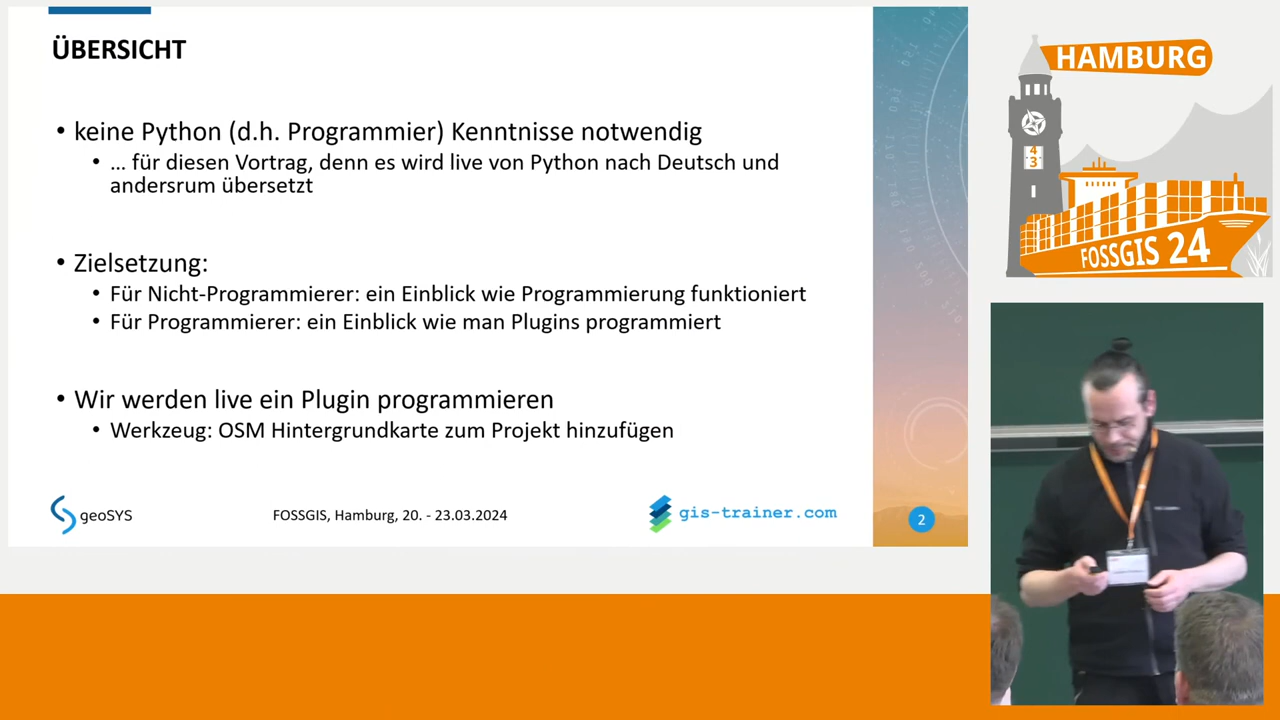 ÜBERSICHT
• keine Python (d.h. Programmier) Kenntnisse notwendig
• ... für diesen Vortrag, denn es wird live von Python nach Deutsch und
andersrum übersetzt
• Zielsetzung:
• Für Nicht-Programmierer: ein Einblick wie Programmierung funktioniert
• Für Programmierer: ein Einblick wie man Plugins programmiert
• Wir werden live ein Plugin programmieren
• Werkzeug: OSM Hintergrundkarte zum Projekt hinzufügen
geoSYS
FOSSGIS, Hamburg, 20. - 23.03.2024
gis-trainer.com
2
HAMBURG
4
3
FOSSGIS 24